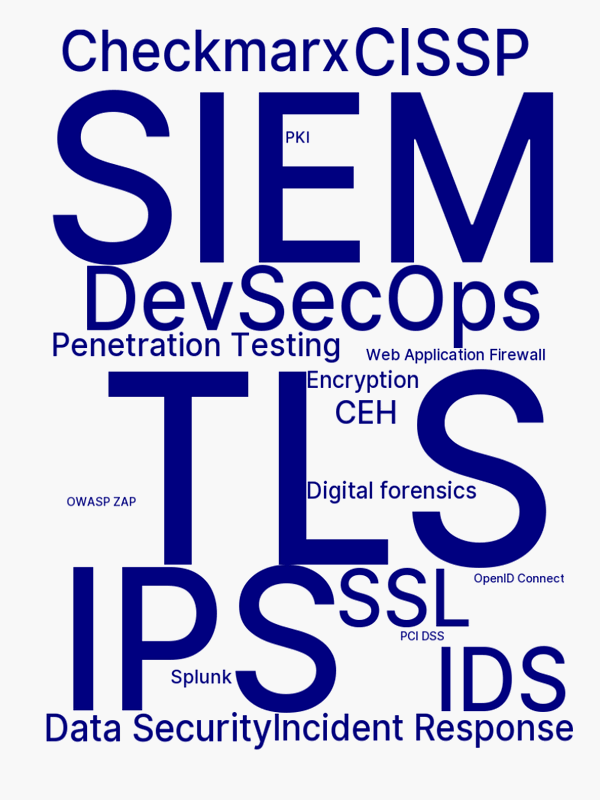 Checkmarx CISSP
SIEM
PKI
DevSecOps
Penetration Testing
Web Application Firewall
TLS
Encryption
CEH
Digital forensics
OWASP ZAP
IPS
SSL
OpenID Connect
PCI DSS
IDS
Splunk
Data Security Incident Response